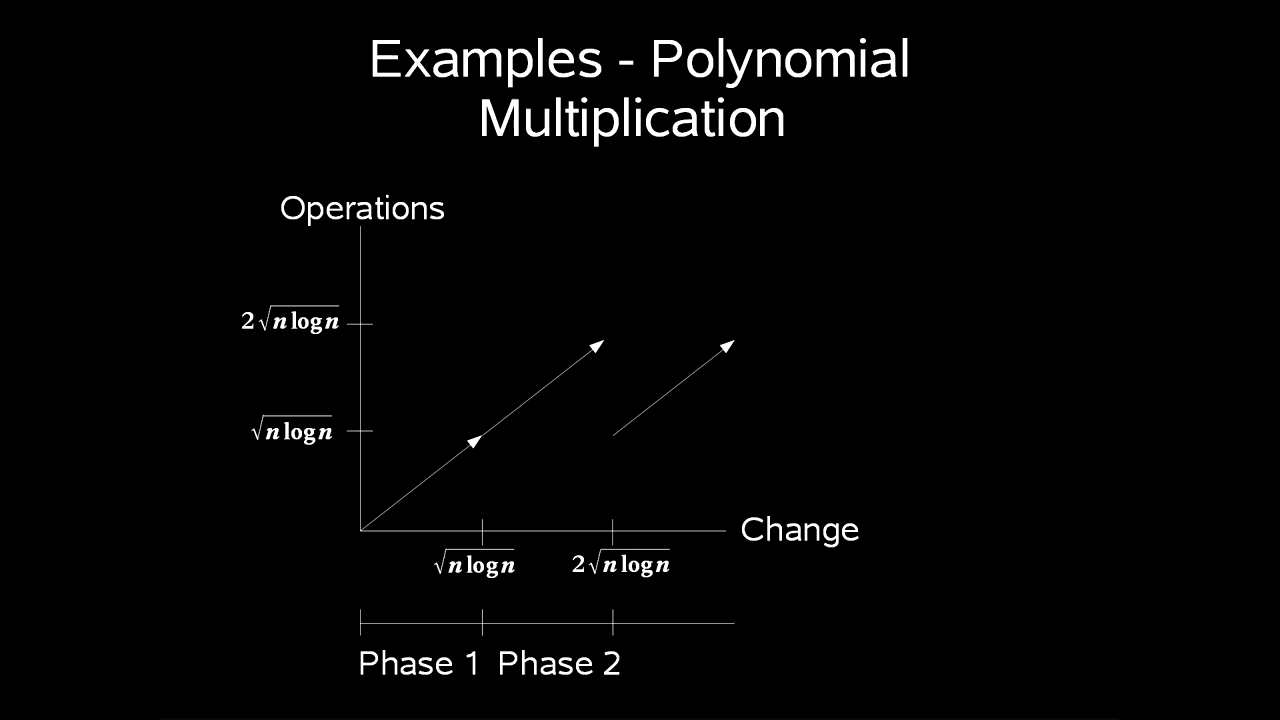 Examples - Polynomial
Multiplication
Operations
2√n log n
√n log n
Change
√n log n 2√n log n
Phase 1 Phase 2